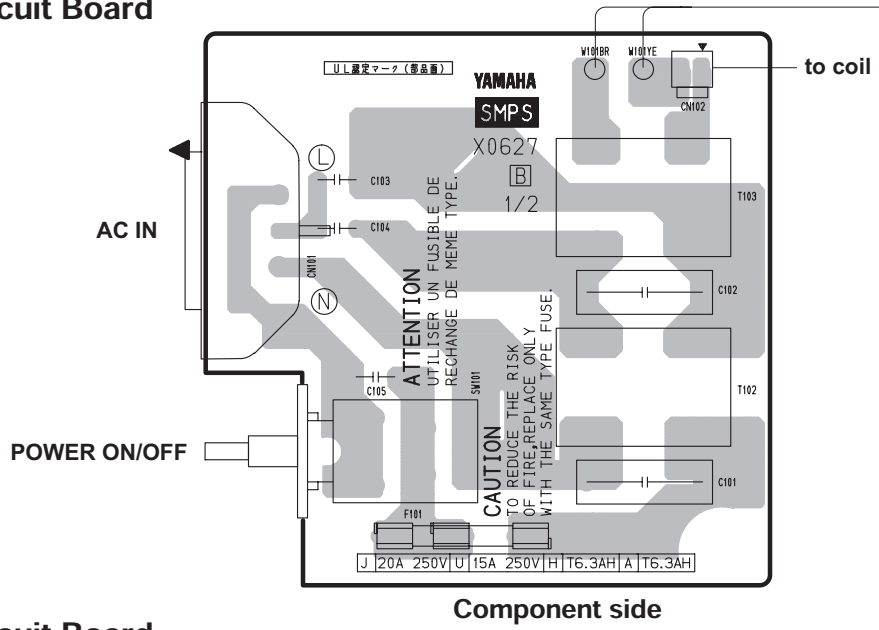 cuit Board
W101BR
W101YE
to coil
CN102
UL認定マーク（部品面）
YAMAHA
SMPS
X0627
B
1/2
L
C103
T103
AC IN
C104
CN101
N
C102
ATTENTION
UTILISER UN FUSIBLE DE
RECHANGE DE MEME TYPE.
C105
SW101
T102
POWER ON/OFF
CAUTION
TO REDUCE THE RISK
OF FIRE,REPLACE ONLY
WITH THE SAME TYPE FUSE.
C101
F101
J 20A 250V U 15A 250V H T6.3AH A T6.3AH
Component side
cuit Board